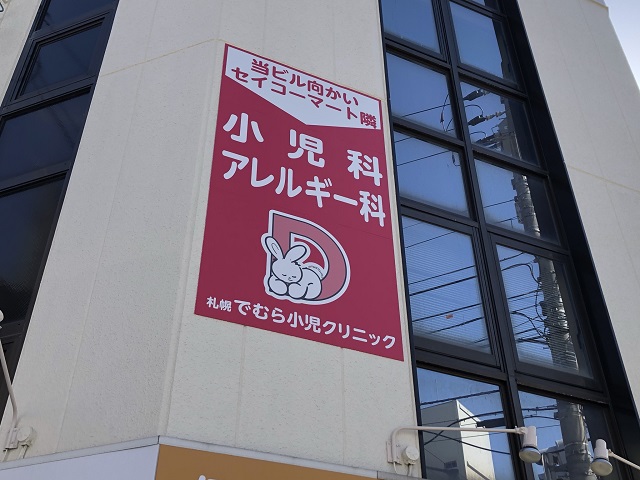 当ビル向かい
セイコーマート隣
小児科
アレルギー科
D
札幌 でむら小児クリニック